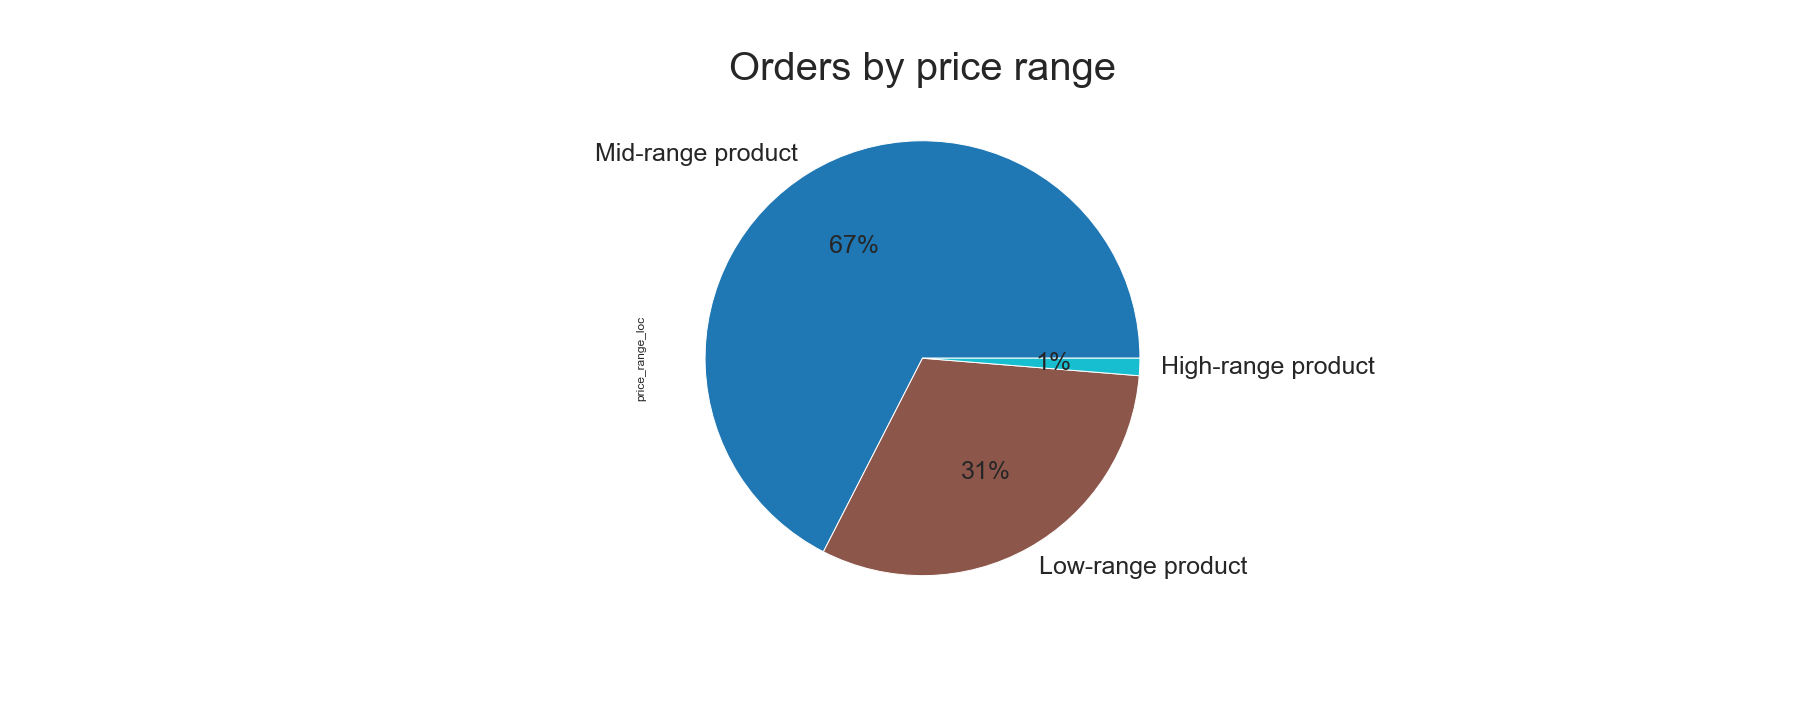 Orders by price range
Mid-range product
67%
price_range_loc
1%
High-range product
31%
Low-range product